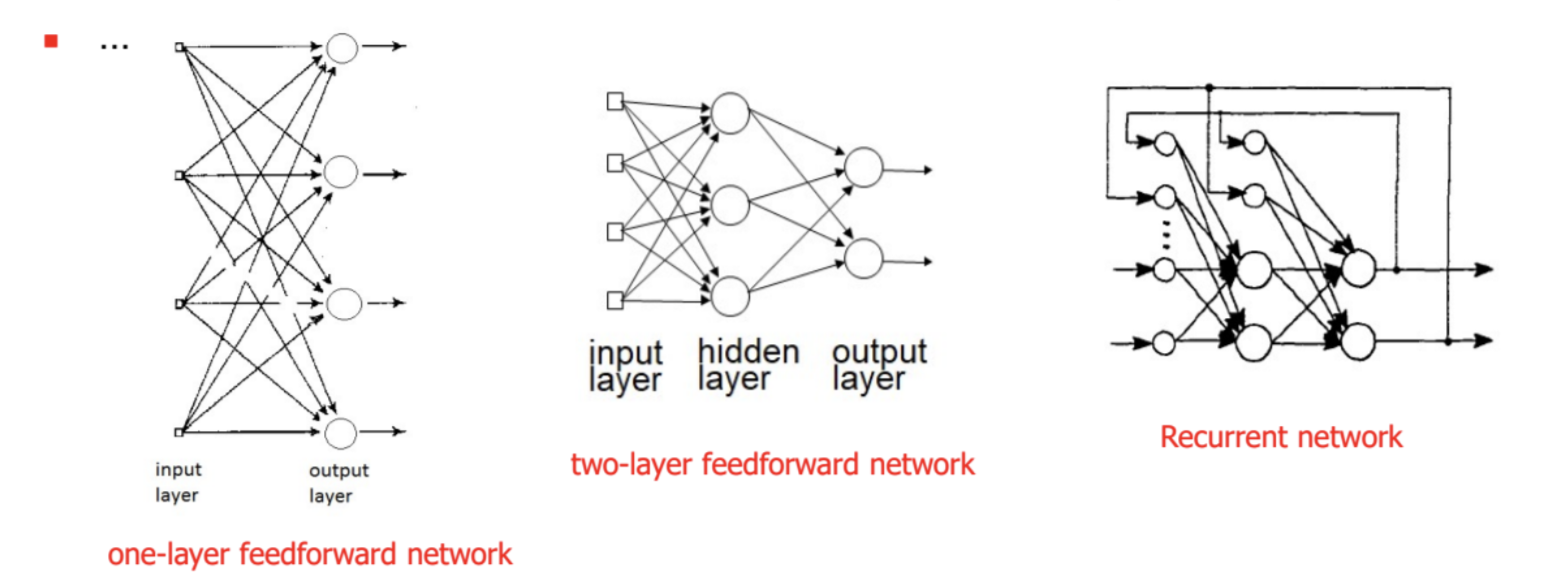 ...
input
layer
output
layer
one-layer feedforward network
input
layer
hidden
layer
output
layer
two-layer feedforward network
Recurrent network